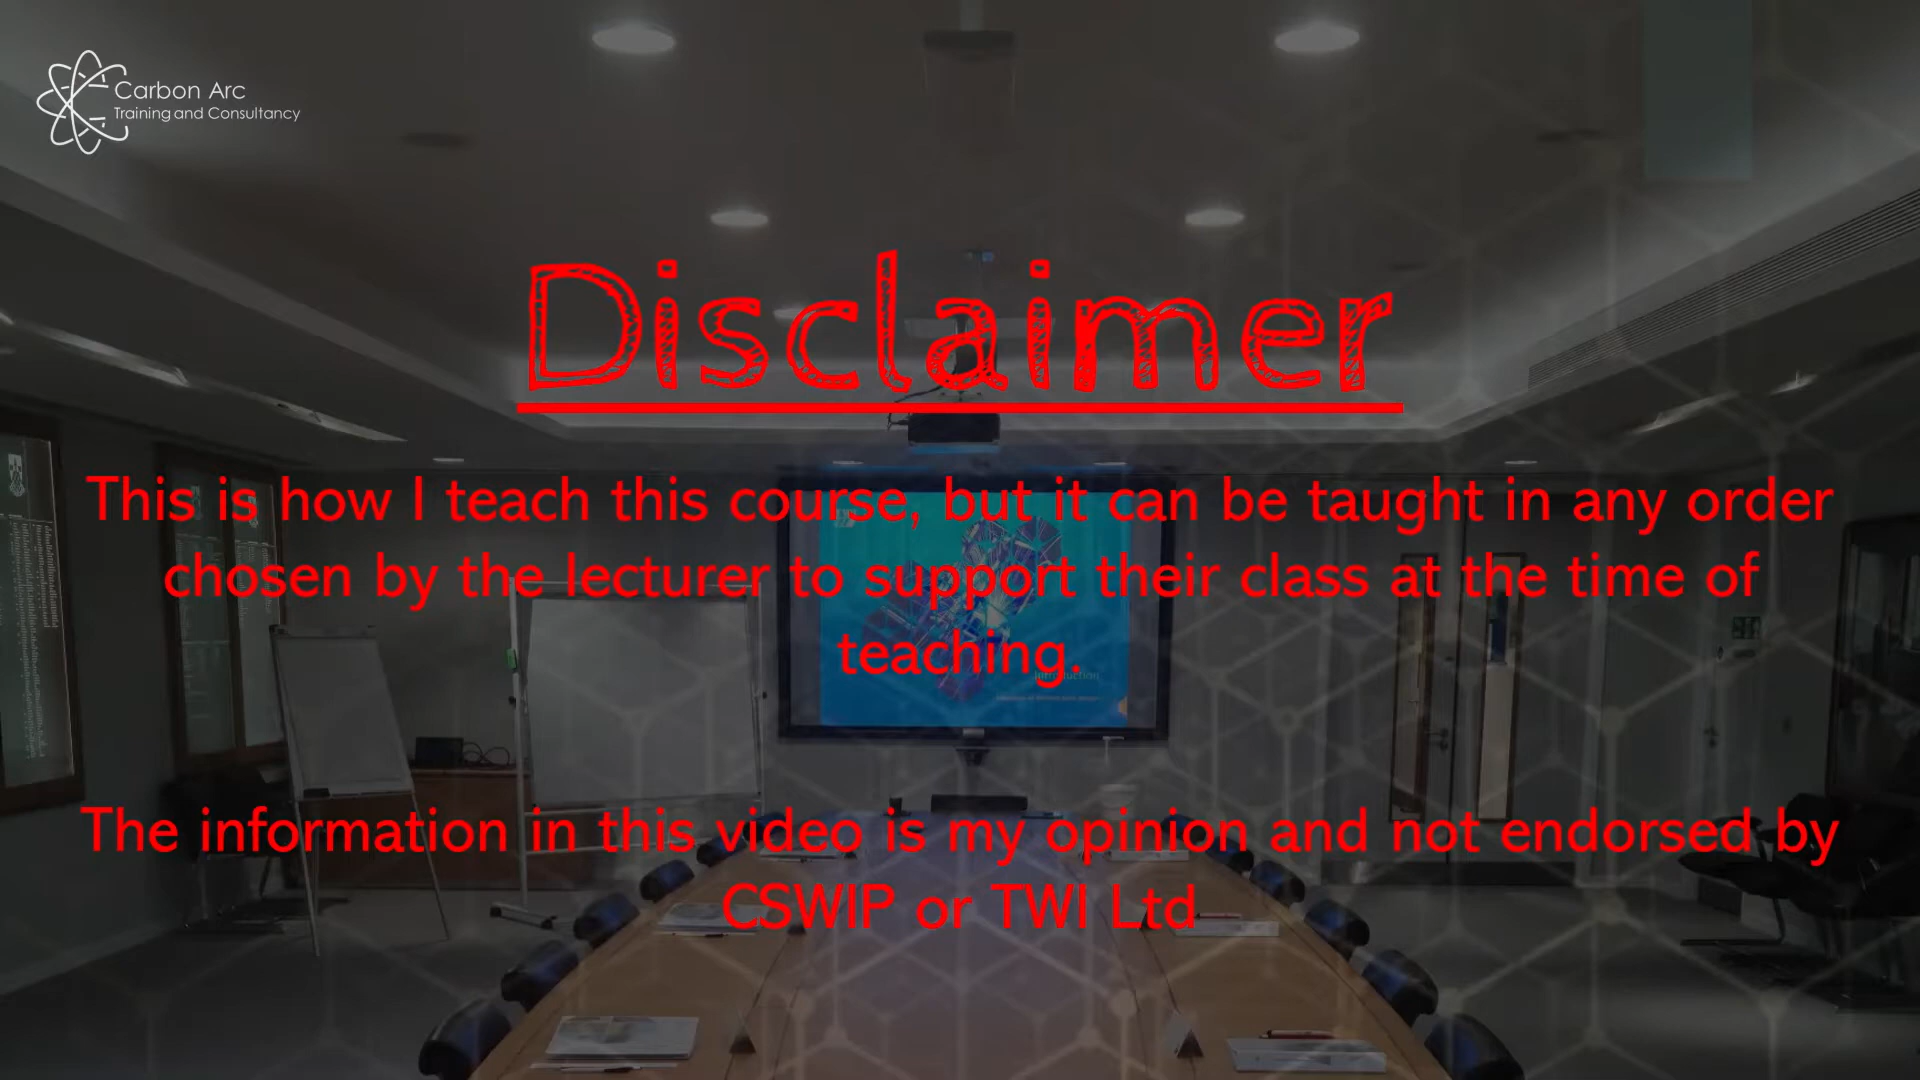 Carbon Arc
Training and Consultancy
Disclaimer
This is how I teach this course, but it can be taught in any order
chosen by the lecturer to support their class at the time of
teaching.
Introduction
The information in this video is my opinion and not endorsed by
CSWIP or TWI Ltd